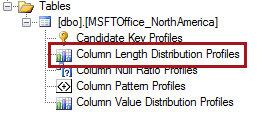 Tables
[dbo].[MSFTOffice_NorthAmerica]
Candidate Key Profiles
Column Length Distribution Profiles
Column Null Ratio Profiles
Column Pattern Profiles
Column Value Distribution Profiles